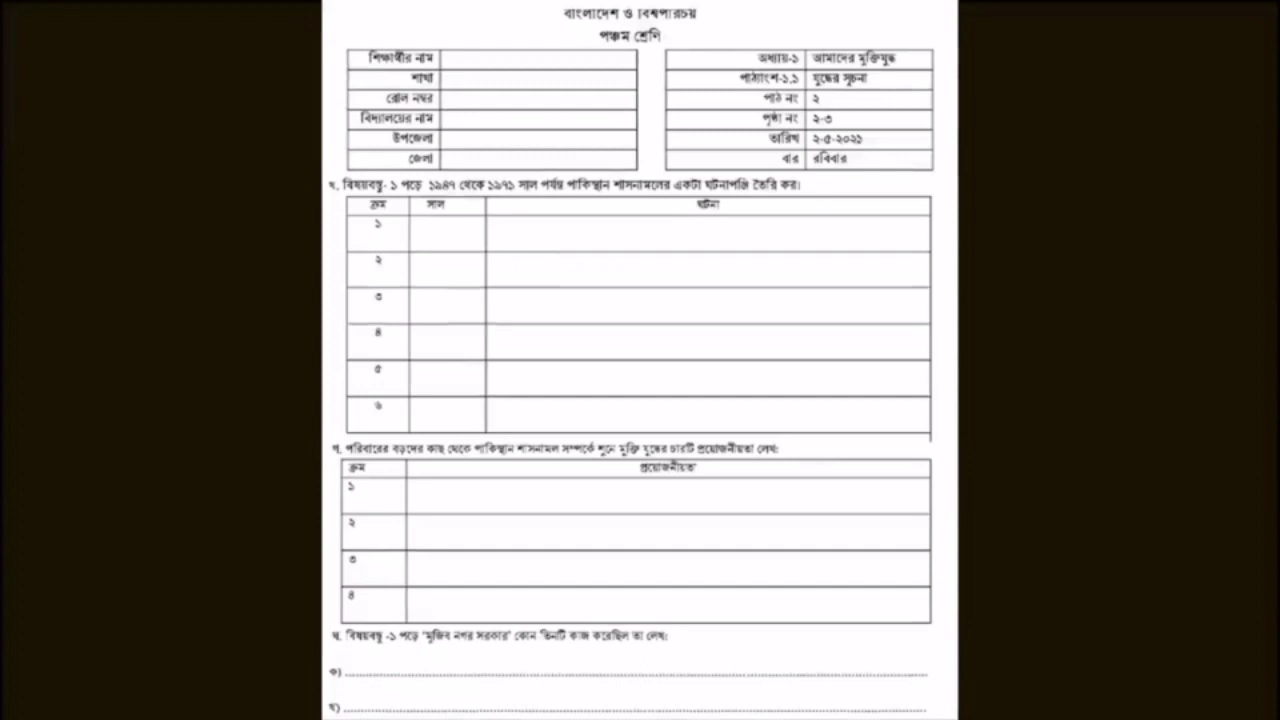 বাংলাদেশ ও বিশ্বপরিচয়
পঞ্চম শ্রেণি
শিক্ষার্থীর নাম
শাখা
রোল নম্বর
বিদ্যালয়ের নাম
উপজেলা
জেলা
অধ্যায়-১ আমাদের মুক্তিযুদ্ধ
পাঠ্যাংশ-১.১ যুদ্ধের সূচনা
পাঠ নং ২
পৃষ্ঠা নং ২-৩
তারিখ ২-৫-২০২১
বার রবিবার
খ. বিষয়বস্তু- ১ পড়ে ১৯৪৭ থেকে ১৯৭১ সাল পর্যন্ত পাকিস্থান শাসনামলের একটা ঘটনাপঞ্জি তৈরি কর।
ক্রম সাল ঘটনা
১
২
৩
৪
৫
৬
গ. পরিবারের বড়দের কাছ থেকে পাকিস্থান শাসনামল সম্পর্কে শুনে মুক্তি যুদ্ধের চারটি প্রয়োজনীয়তা লেখ:
ক্রম প্রয়োজনীয়তা
১
২
৩
৪
ঘ. বিষয়বস্তু -১ পড়ে 'মুজিব নগর সরকার' কোন তিনটি কাজ করেছিল তা লেখ:
ক) ........................................................................
খ) ........................................................................